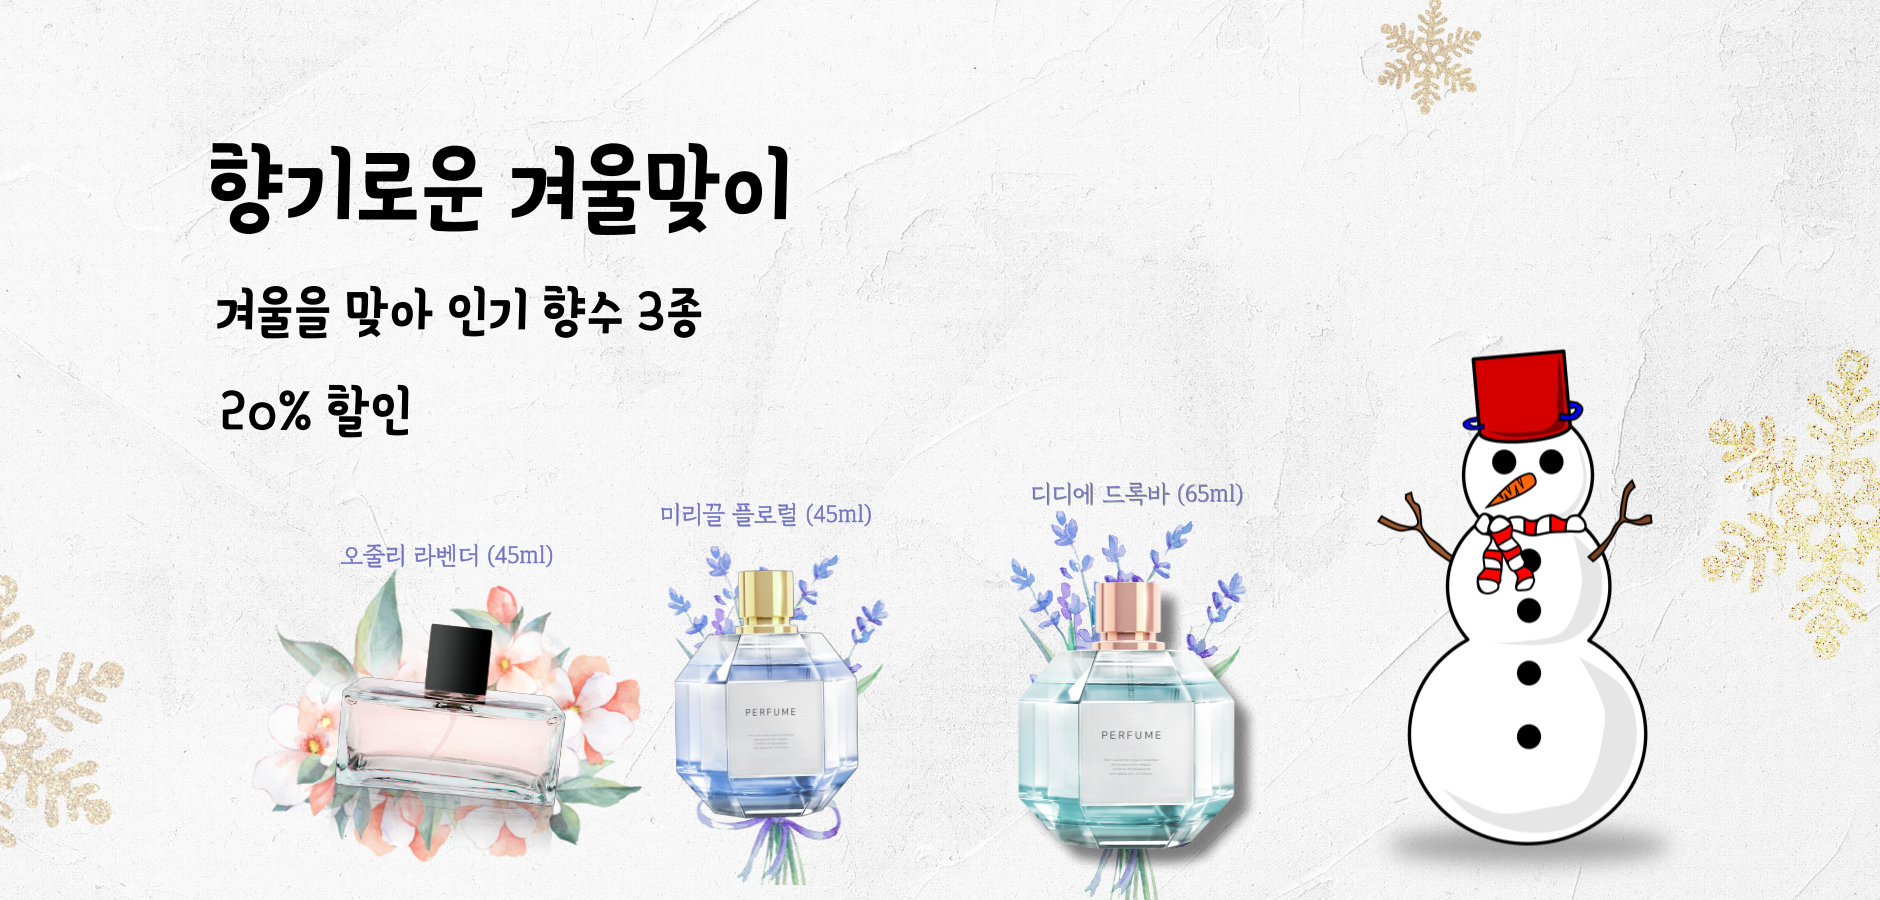 향기로운 겨울맞이
겨울을 맞아 인기 향수 3종
20% 할인
오줄리 라벤더 (45ml)
미리끌 플로럴 (45ml)
디디에 드록바 (65ml)
PERFUME
PERFUME